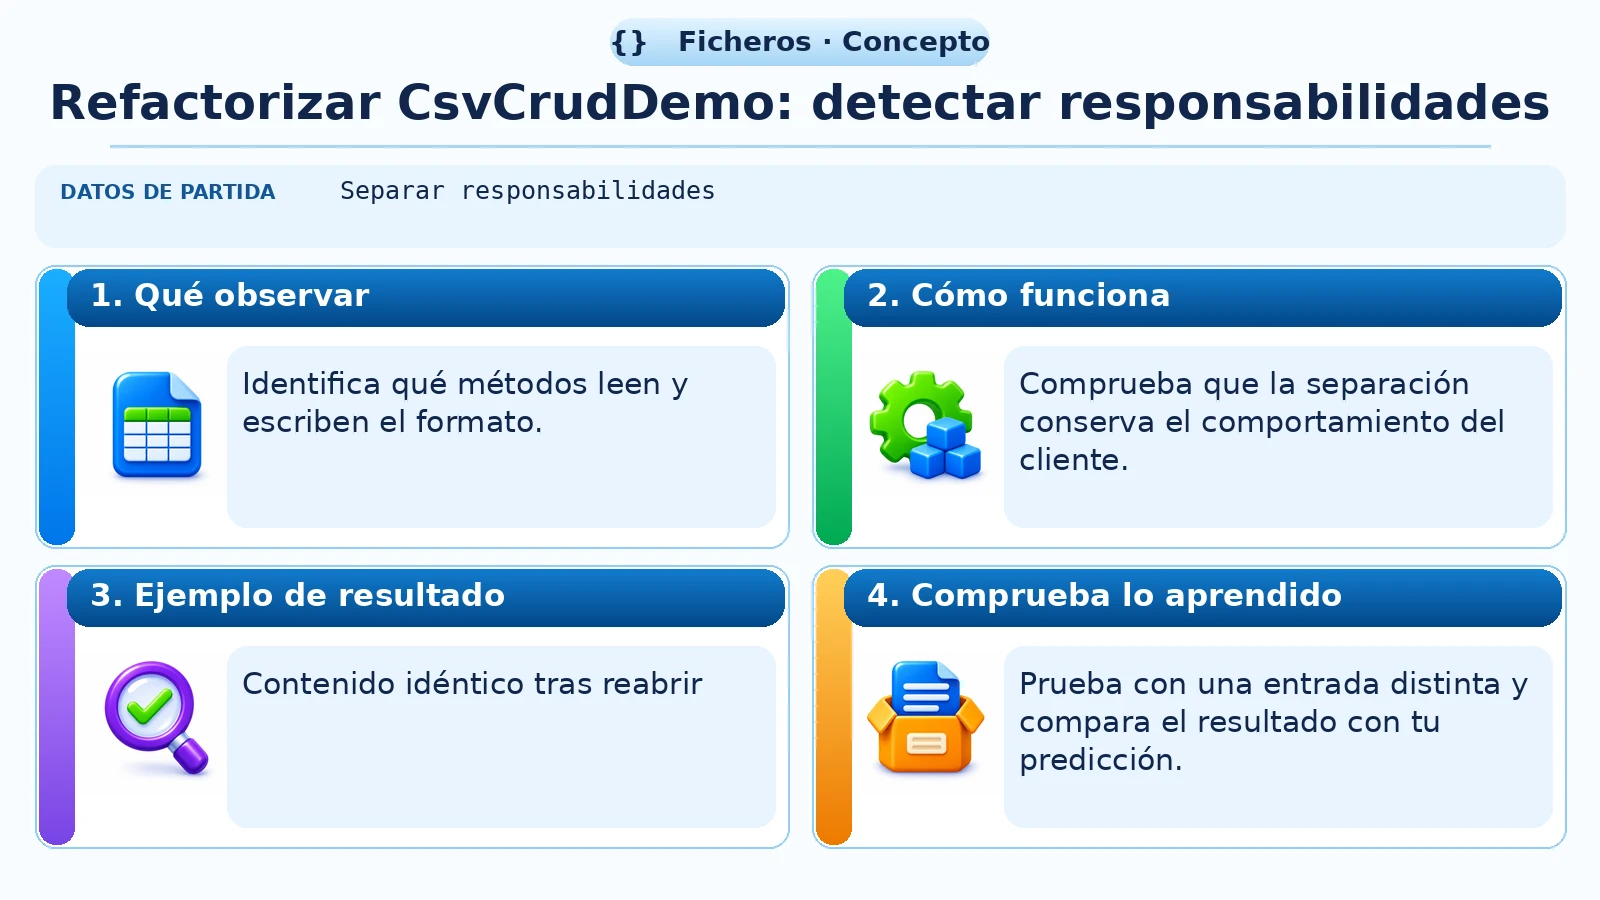 {} Ficheros · Concepto
Refactorizar CsvCrudDemo: detectar responsabilidades
DATOS DE PARTIDA Separar responsabilidades
1. Qué observar
Identifica qué métodos leen y
escriben el formato.
2. Cómo funciona
Comprueba que la separación
conserva el comportamiento del
cliente.
3. Ejemplo de resultado
Contenido idéntico tras reabrir
4. Comprueba lo aprendido
Prueba con una entrada distinta y
compara el resultado con tu
predicción.